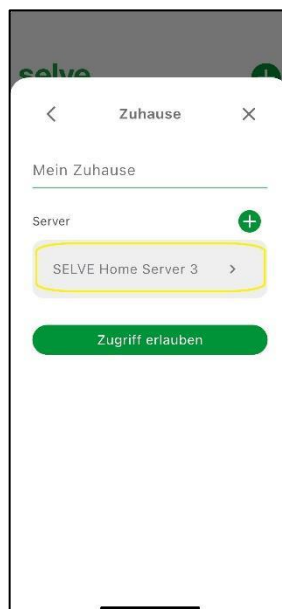 selve
Zuhause
Mein Zuhause
Server
SELVE Home Server 3
Zugriff erlauben